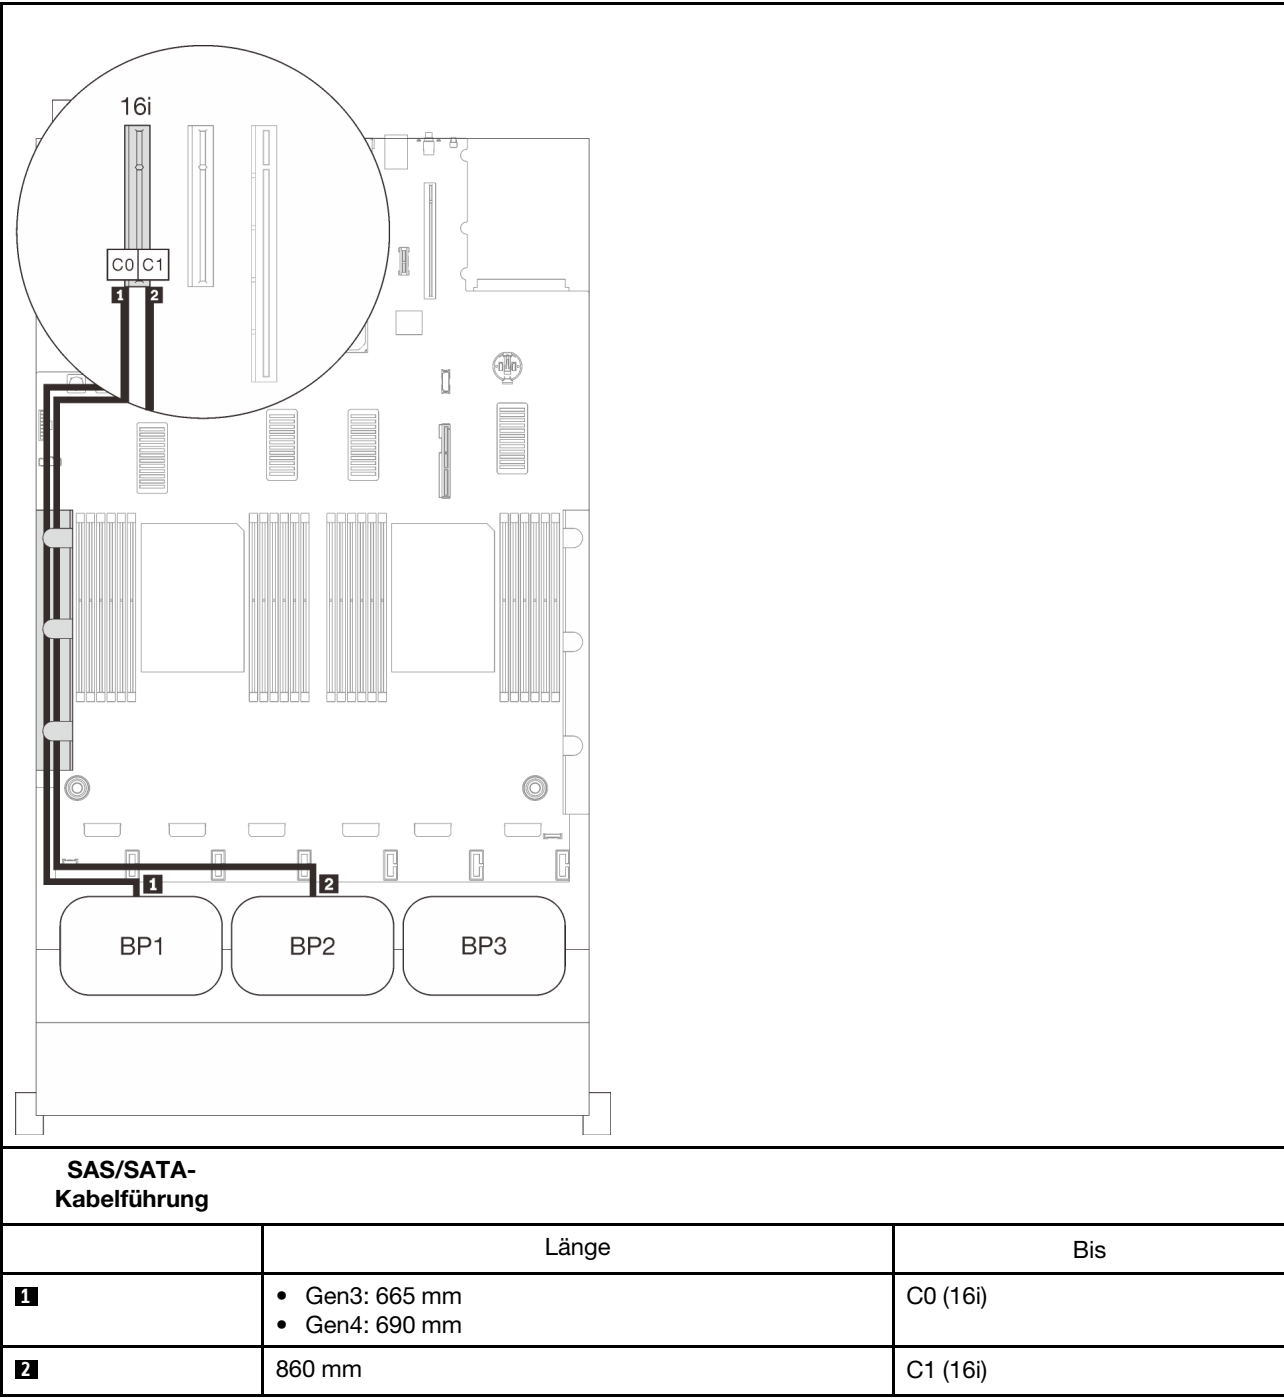 16i
C0 C1
1 2
1 2
BP1 BP2 BP3
SAS/SATA-
Kabelführung
Länge Bis
1 • Gen3: 665 mm C0 (16i)
• Gen4: 690 mm
2 860 mm C1 (16i)